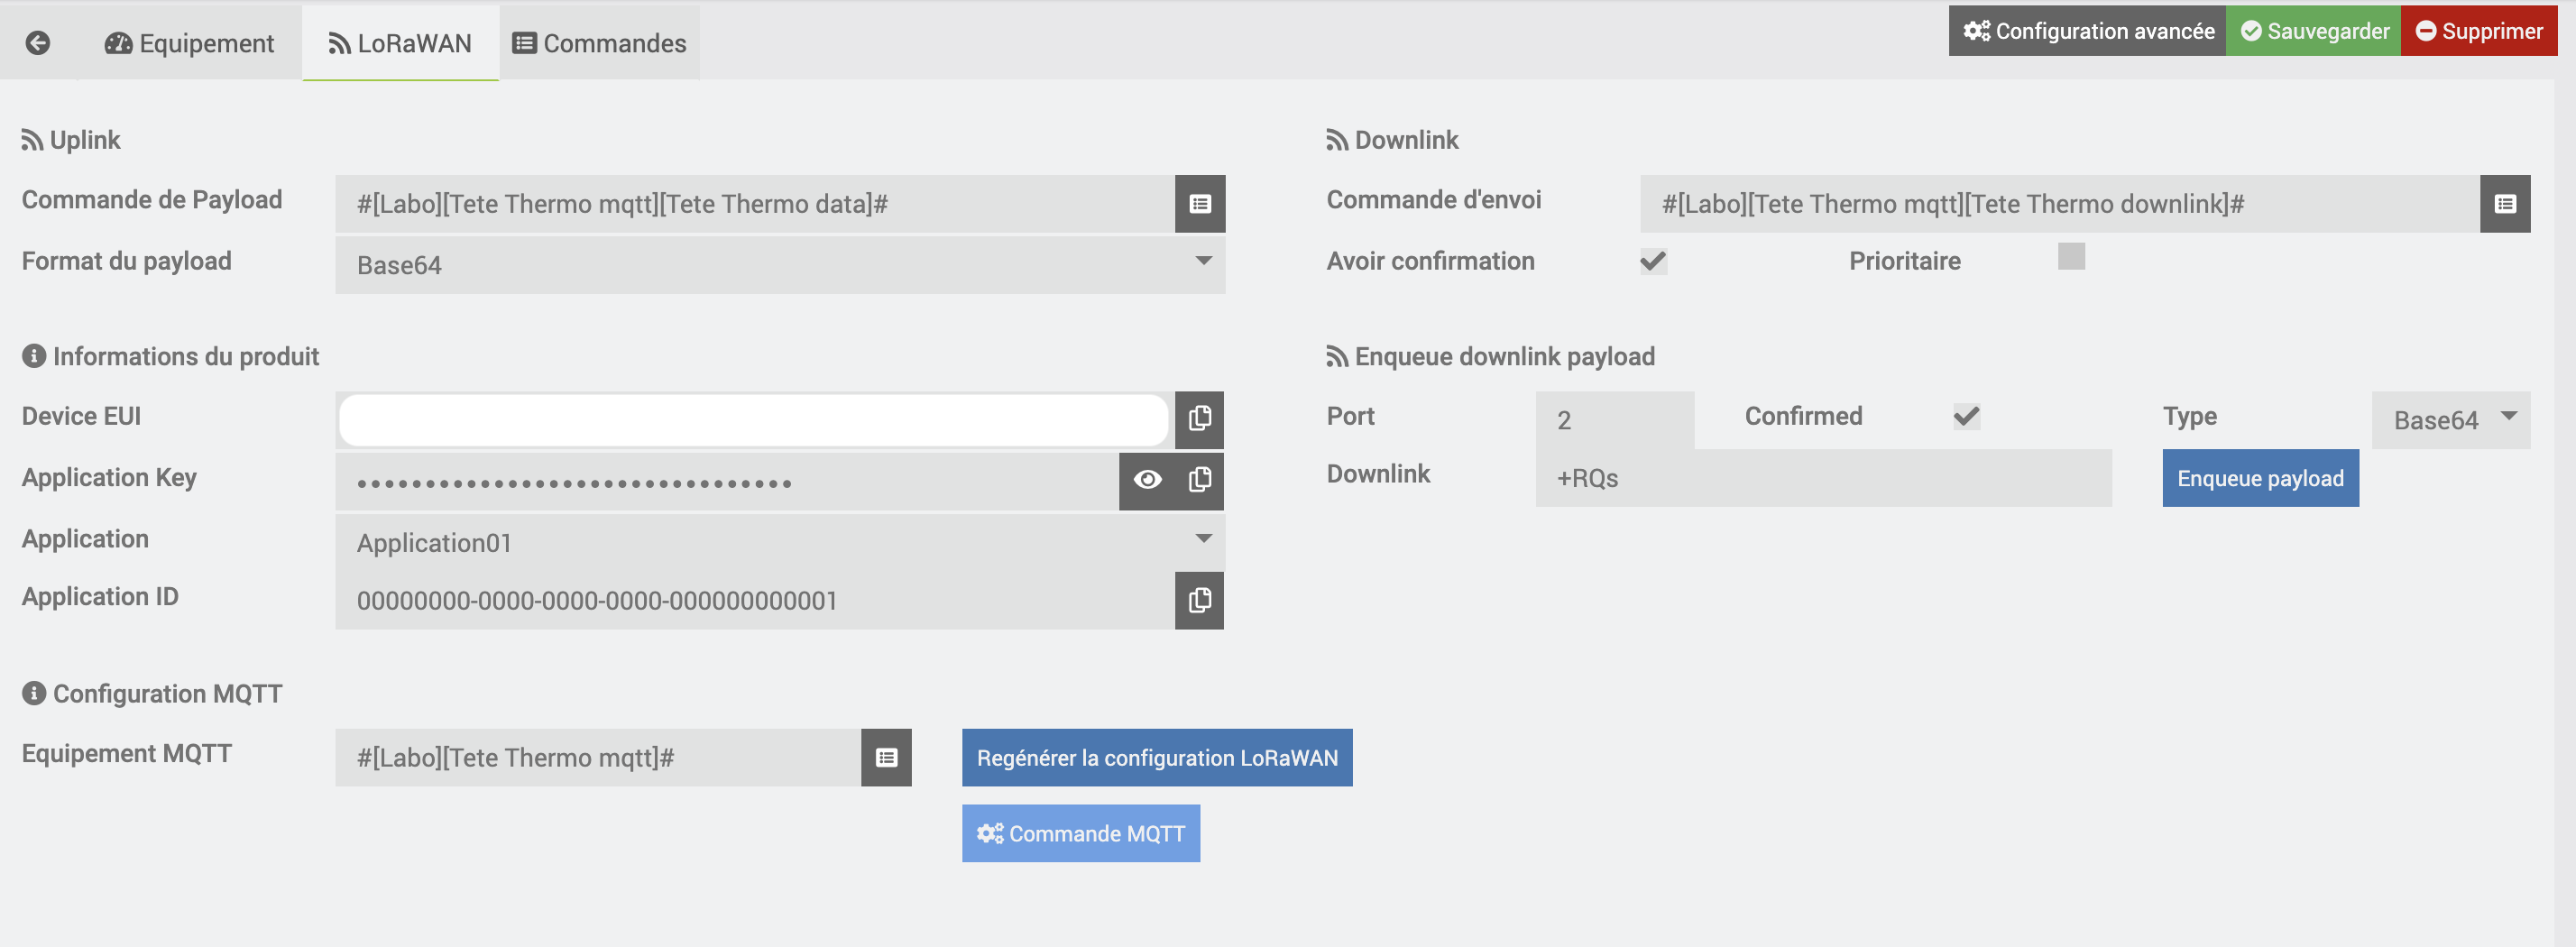 Equipement
LoRaWAN
Commandes
Configuration avancée
Sauvegarder
Supprimer
Uplink
Commande de Payload
#[Labo][Tete Thermo mqtt][Tete Thermo data]#
Format du payload
Base64
Informations du produit
Device EUI
Application Key
••••••••••••••••••••••••••••••••
Application
Application01
Application ID
00000000-0000-0000-0000-000000000001
Configuration MQTT
Equipement MQTT
#[Labo][Tete Thermo mqtt]#
Regénérer la configuration LoRaWAN
Commande MQTT
Downlink
Commande d'envoi
#[Labo][Tete Thermo mqtt][Tete Thermo downlink]#
Avoir confirmation
Prioritaire
Enqueue downlink payload
Port
2
Confirmed
Type
Base64
Downlink
+RQs
Enqueue payload